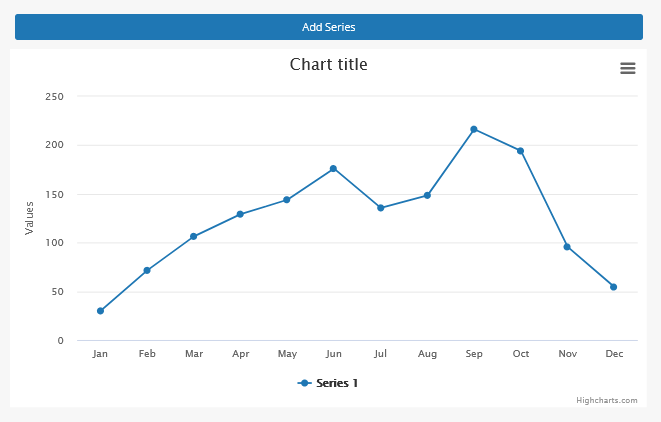 Add Series
Chart title
250
200
150
100
50
0
Values
Jan Feb Mar Apr May Jun Jul Aug Sep Oct Nov Dec
Series 1
Highcharts.com